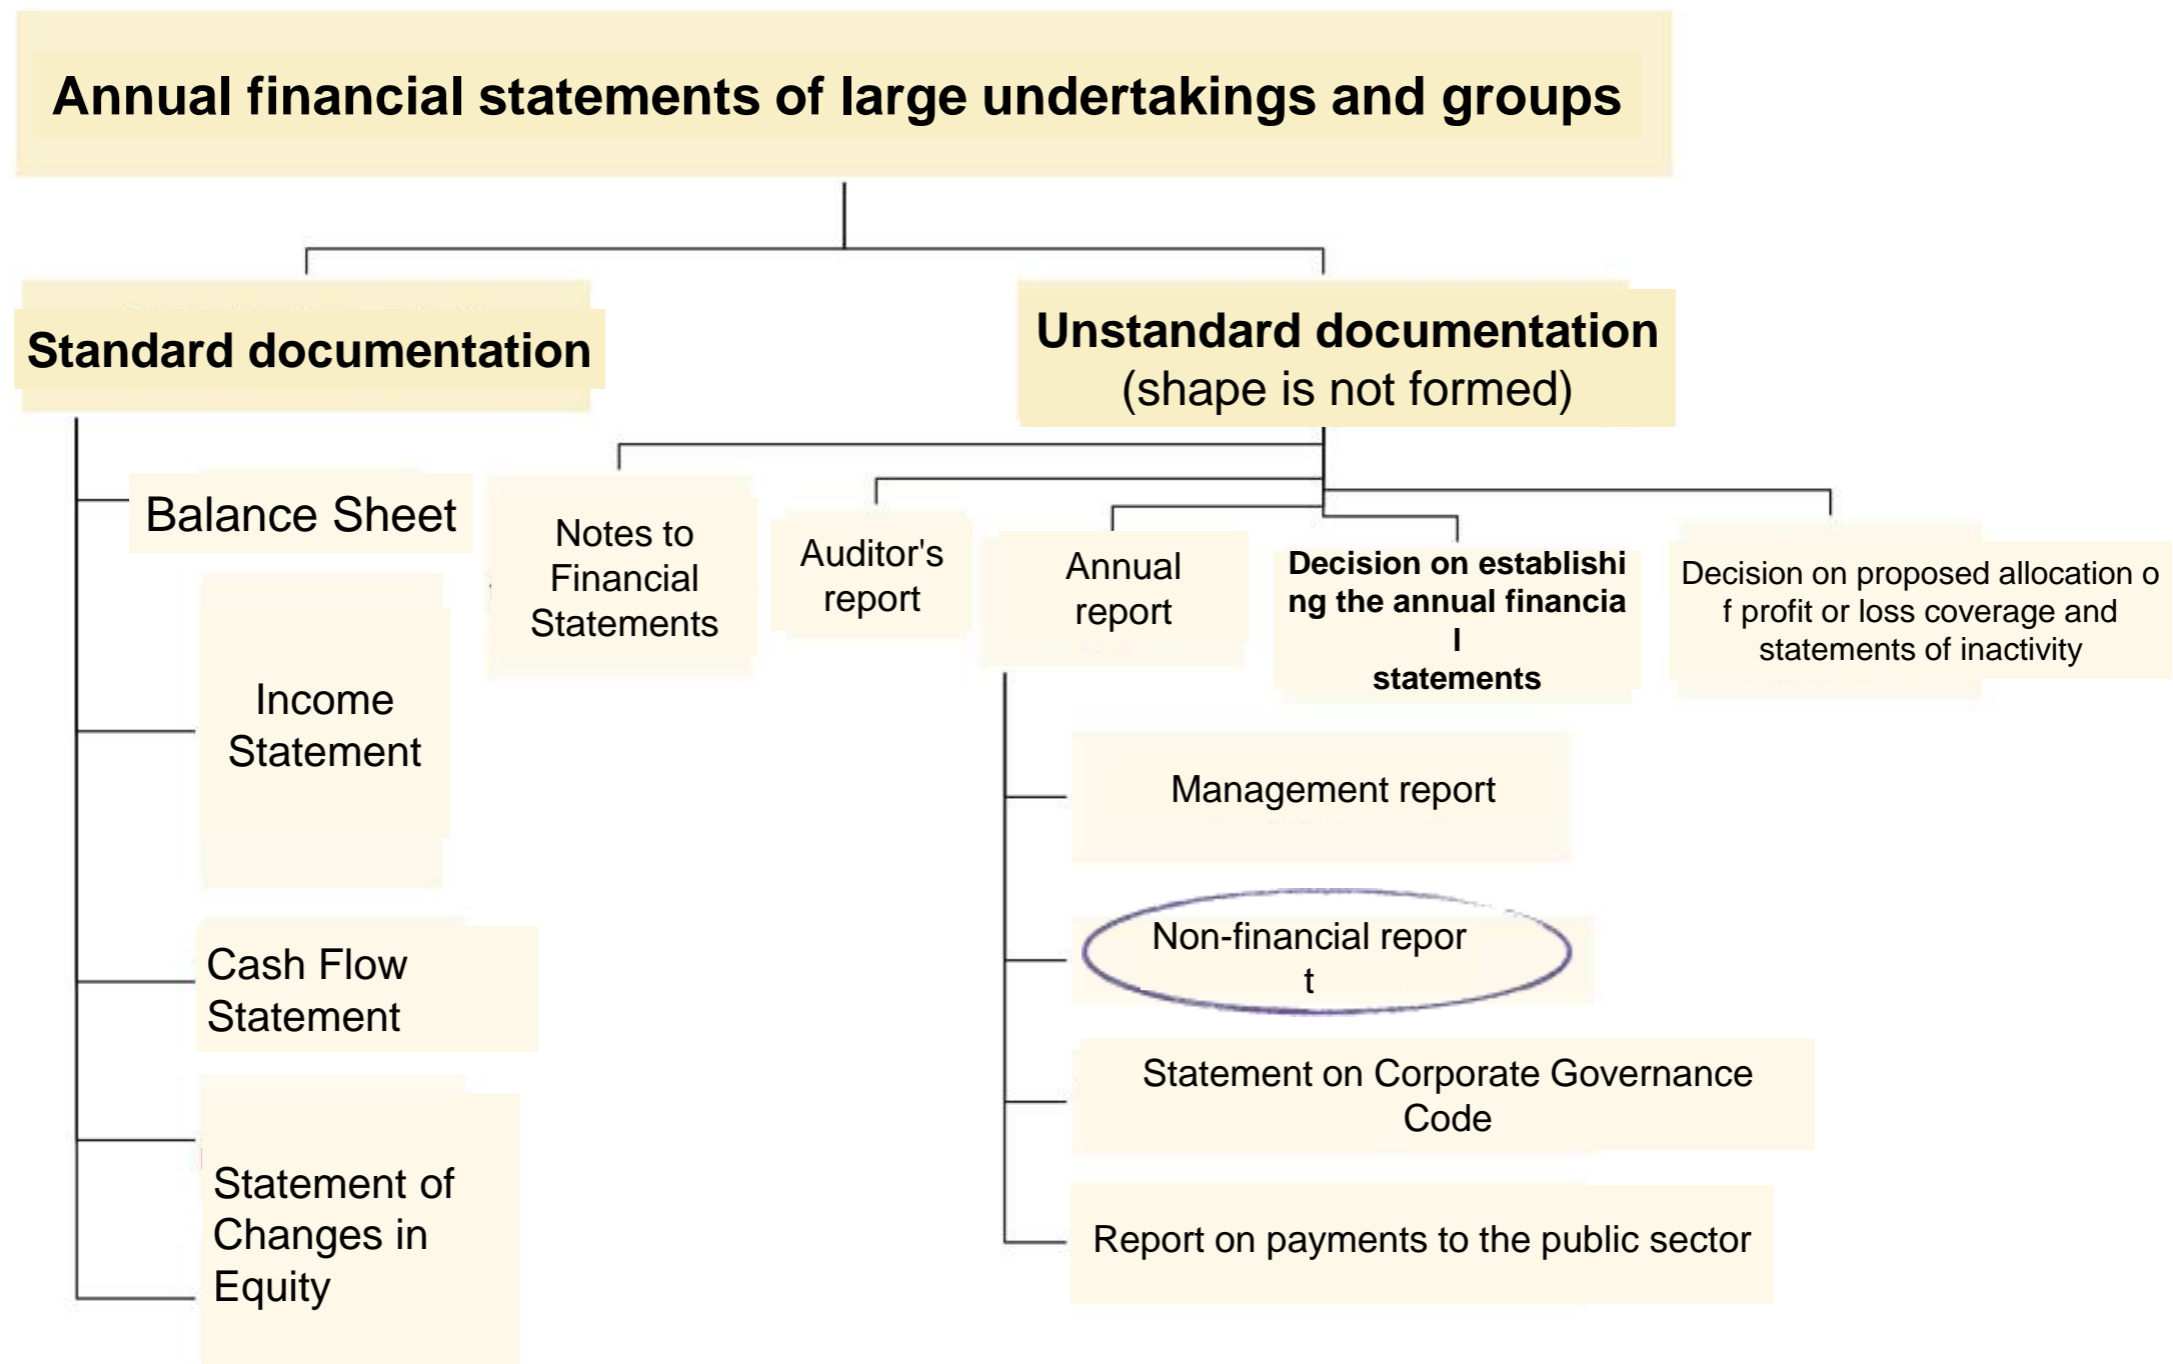 Annual financial statements of large undertakings and groups
Standard documentation
Unstandard documentation
(shape is not formed)
Balance Sheet
Income
Statement
Cash Flow
Statement
Statement of
Changes in
Equity
Notes to
Financial
Statements
Auditor's
report
Annual
report
Decision on establishi
ng the annual financia
l
statements
Decision on proposed allocation o
f profit or loss coverage and
statements of inactivity
Management report
Non-financial repor
t
Statement on Corporate Governance
Code
Report on payments to the public sector